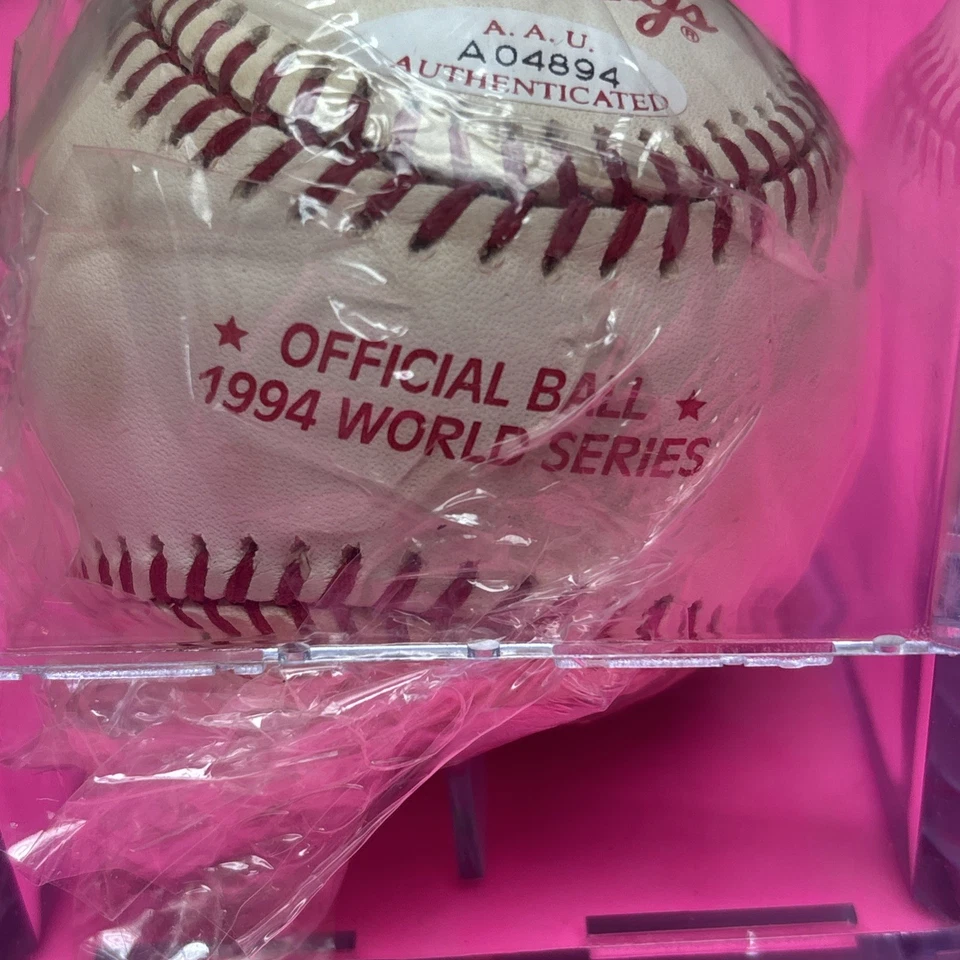 A. A. U.
A04894
AUTHENTICATED
★ OFFICIAL BALL ★
1994 WORLD SERIES